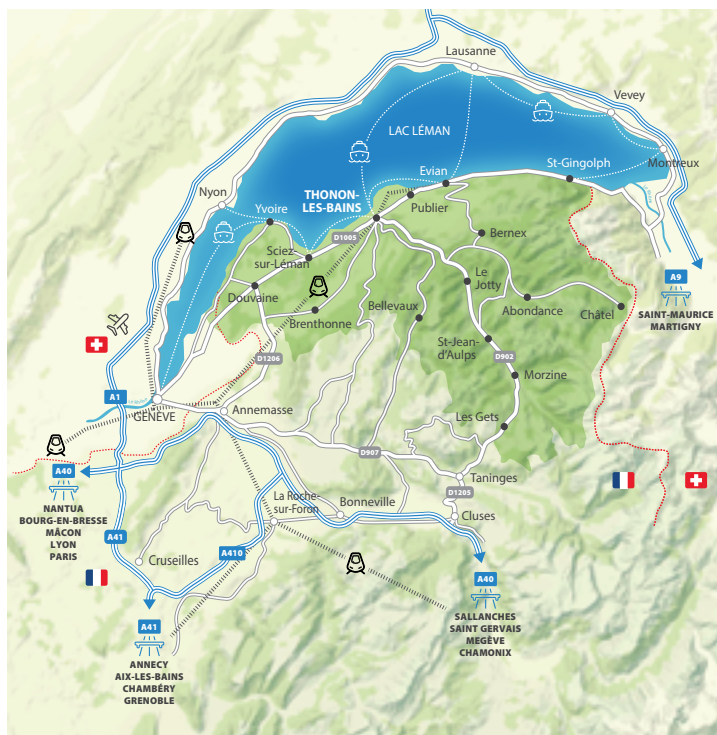 Lausanne
Vevey
LAC LÉMAN
Montreux
St-Gingolph
Evian
Nyon
THONON-
LES-BAINS
Publier
Yvoire
D1005
Bernex
Sciez-
sur-Léman
Le
Jotty
A9
SAINT-MAURICE
MARTIGNY
Douvaine
Bellevaux
Abondance
Châtel
Brenthonne
St-Jean-
d'Aulps
D902
D1206
Morzine
A1
GENÈVE
Annemasse
Les Gets
D907
A40
NANTUA
BOURG-EN-BRESSE
MÂCON
LYON
PARIS
Taninges
D1205
La Roche-
sur-Foron
Bonneville
Cluses
A41
A410
Cruseilles
A40
SALLANCHES
SAINT GERVAIS
MEGÈVE
CHAMONIX
A41
ANNECY
AIX-LES-BAINS
CHAMBÉRY
GRENOBLE